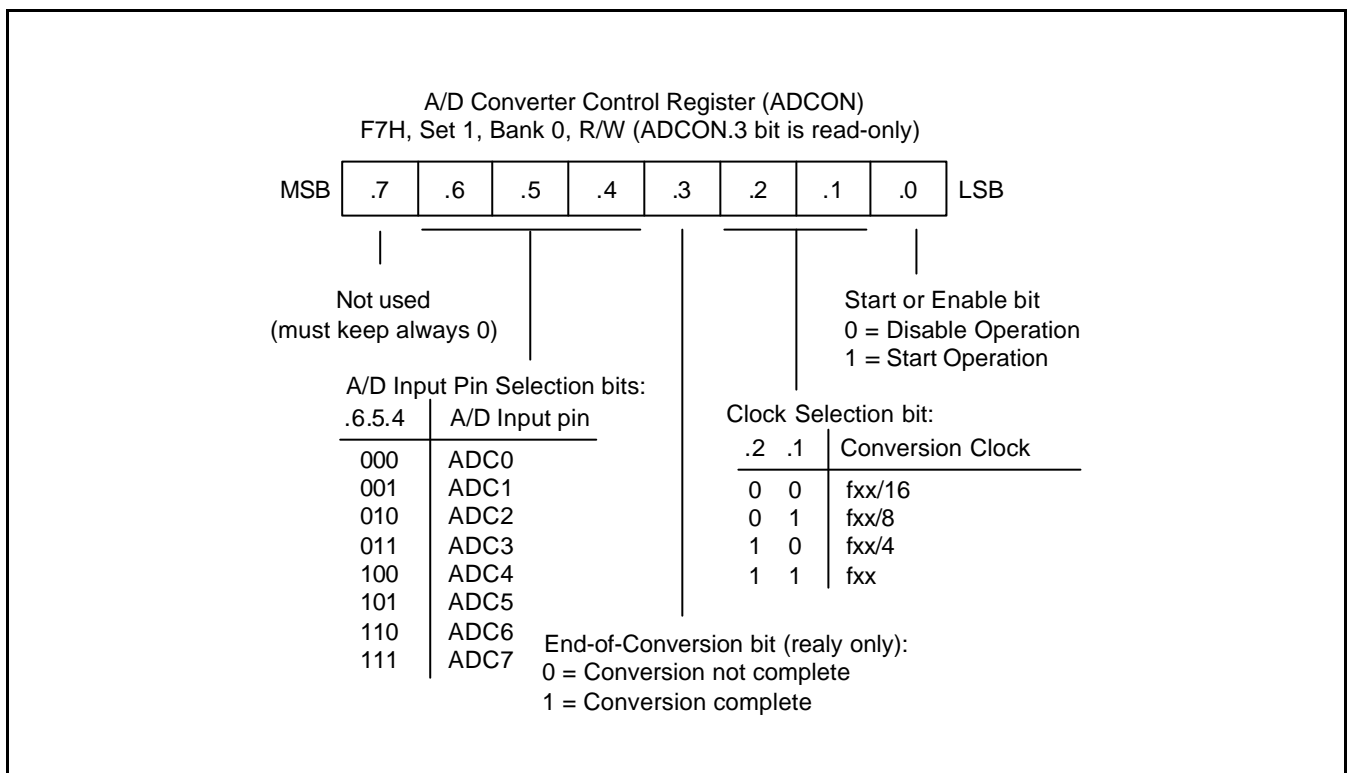 A/D Converter Control Register (ADCON)
F7H, Set 1, Bank 0, R/W (ADCON.3 bit is read-only)
MSB .7 .6 .5 .4 .3 .2 .1 .0 LSB
Not used
(must keep always 0)
Start or Enable bit
0 = Disable Operation
1 = Start Operation
A/D Input Pin Selection bits:
.6.5.4 A/D Input pin
000 ADC0
001 ADC1
010 ADC2
011 ADC3
100 ADC4
101 ADC5
110 ADC6
111 ADC7
Clock Selection bit:
.2 .1 Conversion Clock
0 0 fxx/16
0 1 fxx/8
1 0 fxx/4
1 1 fxx
End-of-Conversion bit (realy only):
0 = Conversion not complete
1 = Conversion complete